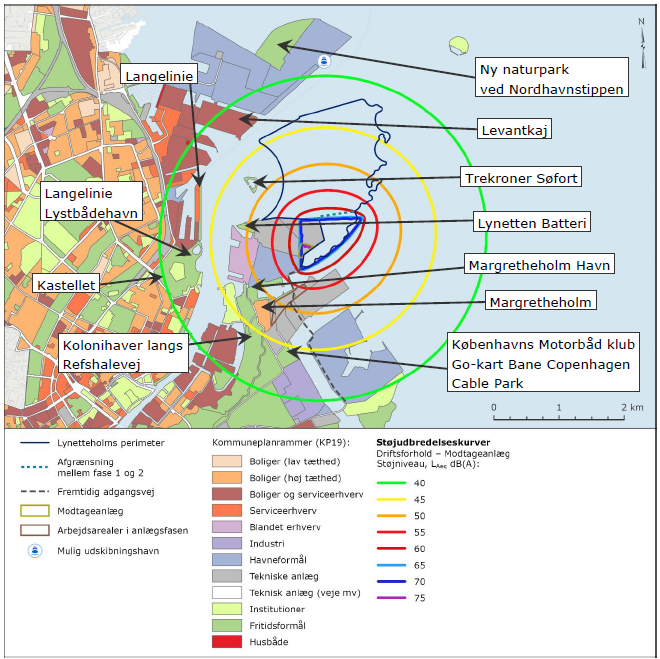 N
Langelinie
Ny naturpark
ved Nordhavnstippen
Levantkaj
Trekroner Søfort
Langelinie
Lystbådehavn
Lynetten Batteri
Margretheholm Havn
Kastellet
Margretheholm
Kolonihaver langs
Refshalevej
Københavns Motorbåd klub
Go-kart Bane Copenhagen
Cable Park
0 1 2 km
Lynetteholms perimeter
Afgrænsning
mellem fase 1 og 2
Fremtidig adgangsvej
Modtageanlæg
Arbejdsarealer i anlægsfasen
Mulig udskibningshavn
Kommuneplanrammer (KP19):
Boliger (lav tæthed)
Boliger (høj tæthed)
Boliger og serviceerhverv
Serviceerhverv
Blandet erhverv
Industri
Havneformål
Tekniske anlæg
Teknisk anlæg (veje mv)
Institutioner
Fritidsformål
Husbåde
Støjudbredelseskurver
Driftsforhold – Modtageanlæg
Støjniveau, LAeq dB(A):
40
45
50
55
60
65
70
75